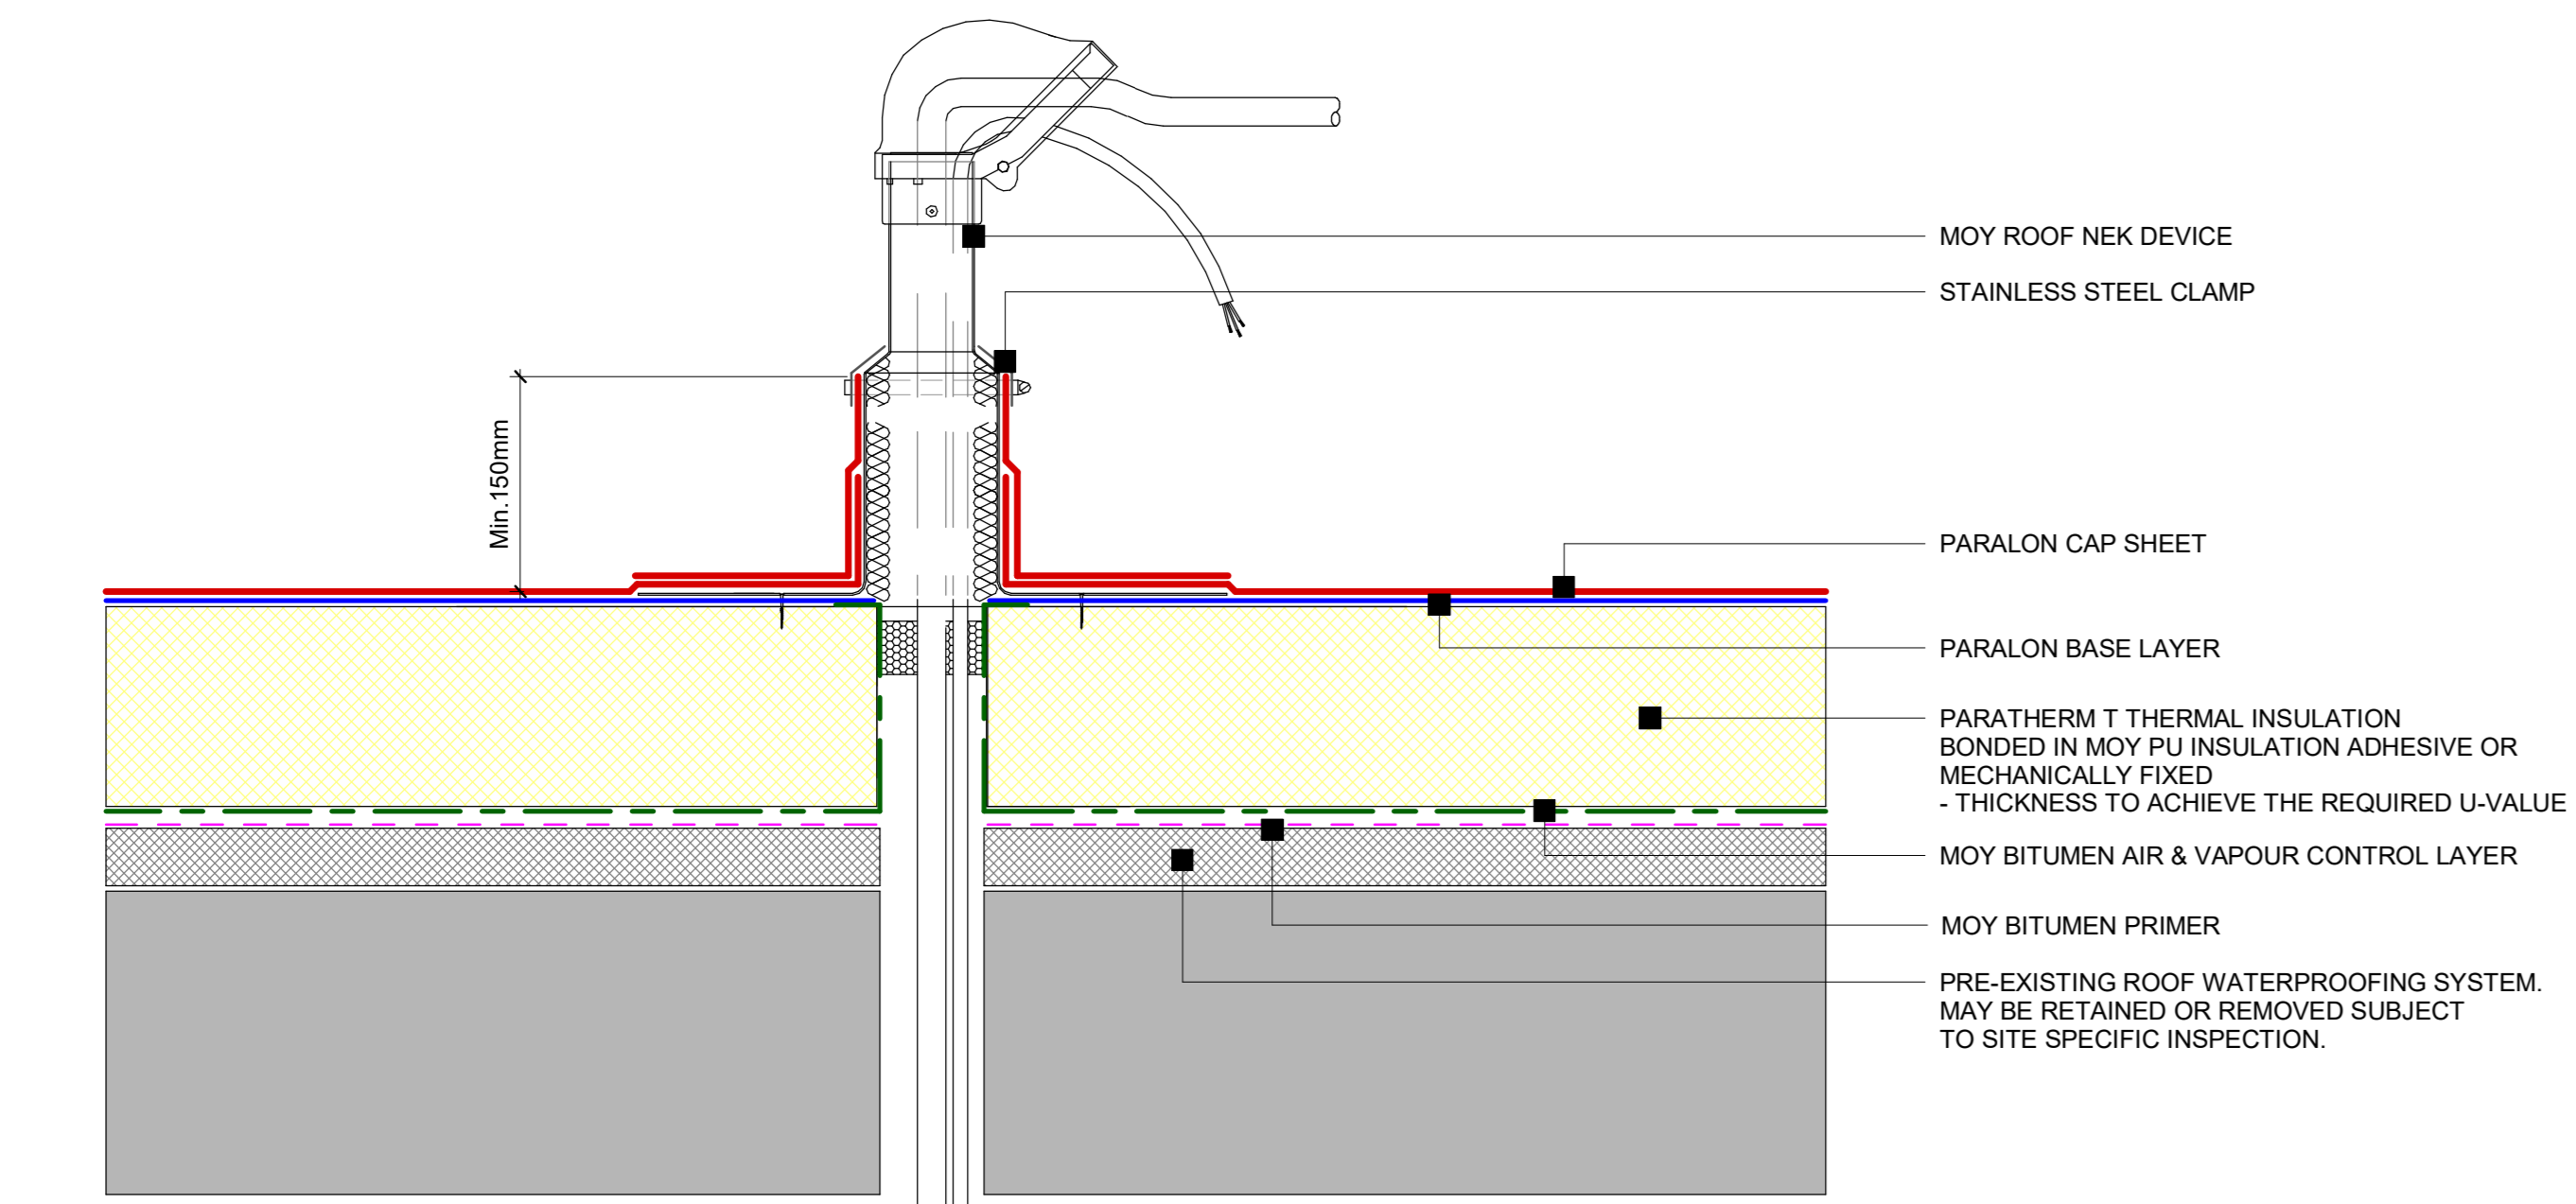 MOY ROOF NEK DEVICE
STAINLESS STEEL CLAMP
Min.150mm
PARALON CAP SHEET
PARALON BASE LAYER
PARATHERM T THERMAL INSULATION
BONDED IN MOY PU INSULATION ADHESIVE OR
MECHANICALLY FIXED
- THICKNESS TO ACHIEVE THE REQUIRED U-VALUE
MOY BITUMEN AIR & VAPOUR CONTROL LAYER
MOY BITUMEN PRIMER
PRE-EXISTING ROOF WATERPROOFING SYSTEM.
MAY BE RETAINED OR REMOVED SUBJECT
TO SITE SPECIFIC INSPECTION.